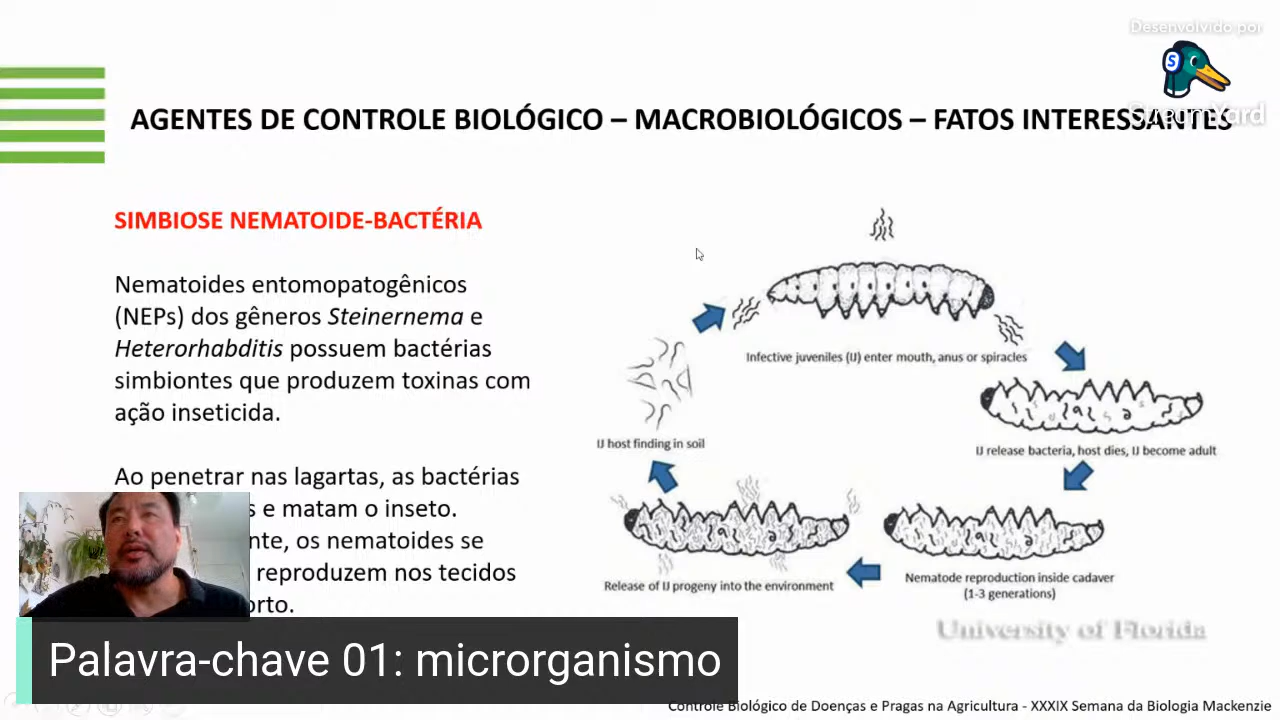 Desenvolvido por
StreamYard
AGENTES DE CONTROLE BIOLÓGICO – MACROBIOLÓGICOS – FATOS INTERESSANTES
SIMBIOSE NEMATOIDE-BACTÉRIA
Nematoides entomopatogênicos
(NEPs) dos gêneros Steinernema e
Heterorhabditis possuem bactérias
simbiontes que produzem toxinas com
ação inseticida.
Ao penetrar nas lagartas, as bactérias
s e matam o inseto.
nte, os nematoides se
reproduzem nos tecidos
orto.
Infective juveniles (IJ) enter mouth, anus or spiracles
IJ release bacteria, host dies, IJ become adult
Nematode reproduction inside cadaver
(1-3 generations)
Release of IJ progeny into the environment
IJ host finding in soil
University of Florida
Palavra-chave 01: microrganismo
Controle Biológico de Doenças e Pragas na Agricultura - XXXIX Semana da Biologia Mackenzie